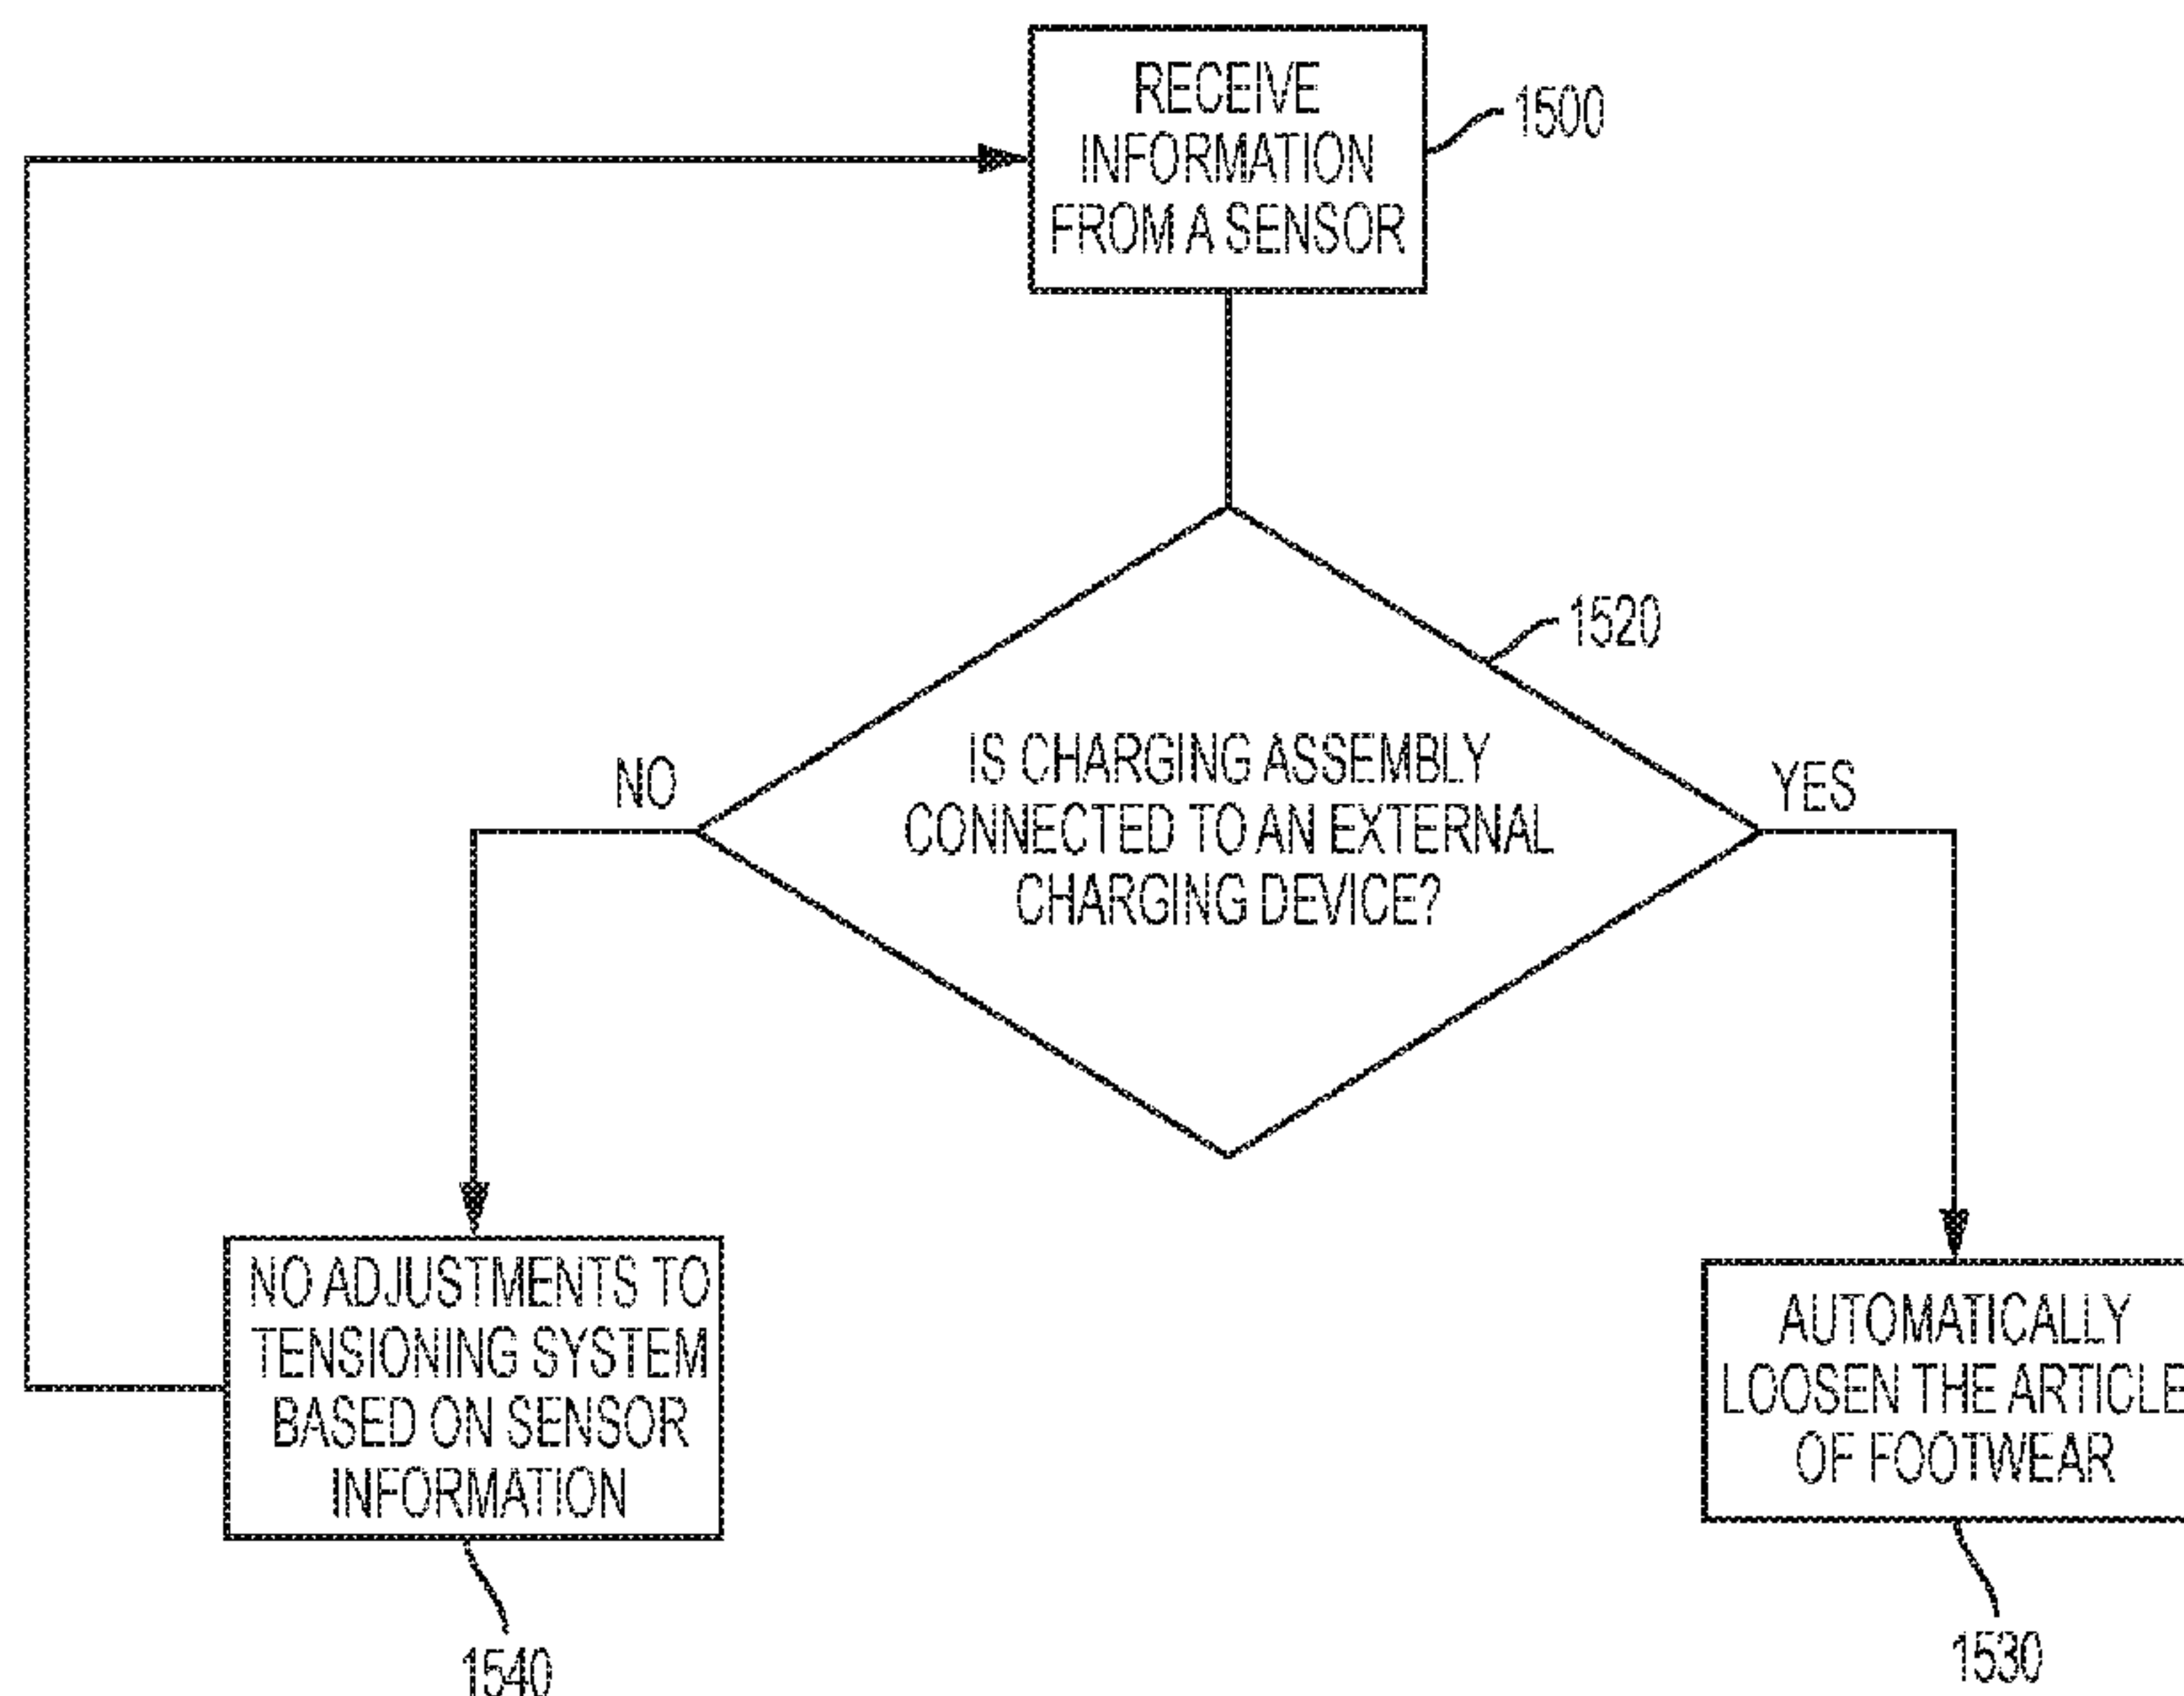 RECEIVE
INFORMATION
FROM A SENSOR
1500
1520
IS CHARGING ASSEMBLY
CONNECTED TO AN EXTERNAL
CHARGING DEVICE?
NO
YES
NO ADJUSTMENTS TO
TENSIONING SYSTEM
BASED ON SENSOR
INFORMATION
1540
AUTOMATICALLY
LOOSEN THE ARTICLE
OF FOOTWEAR
1530